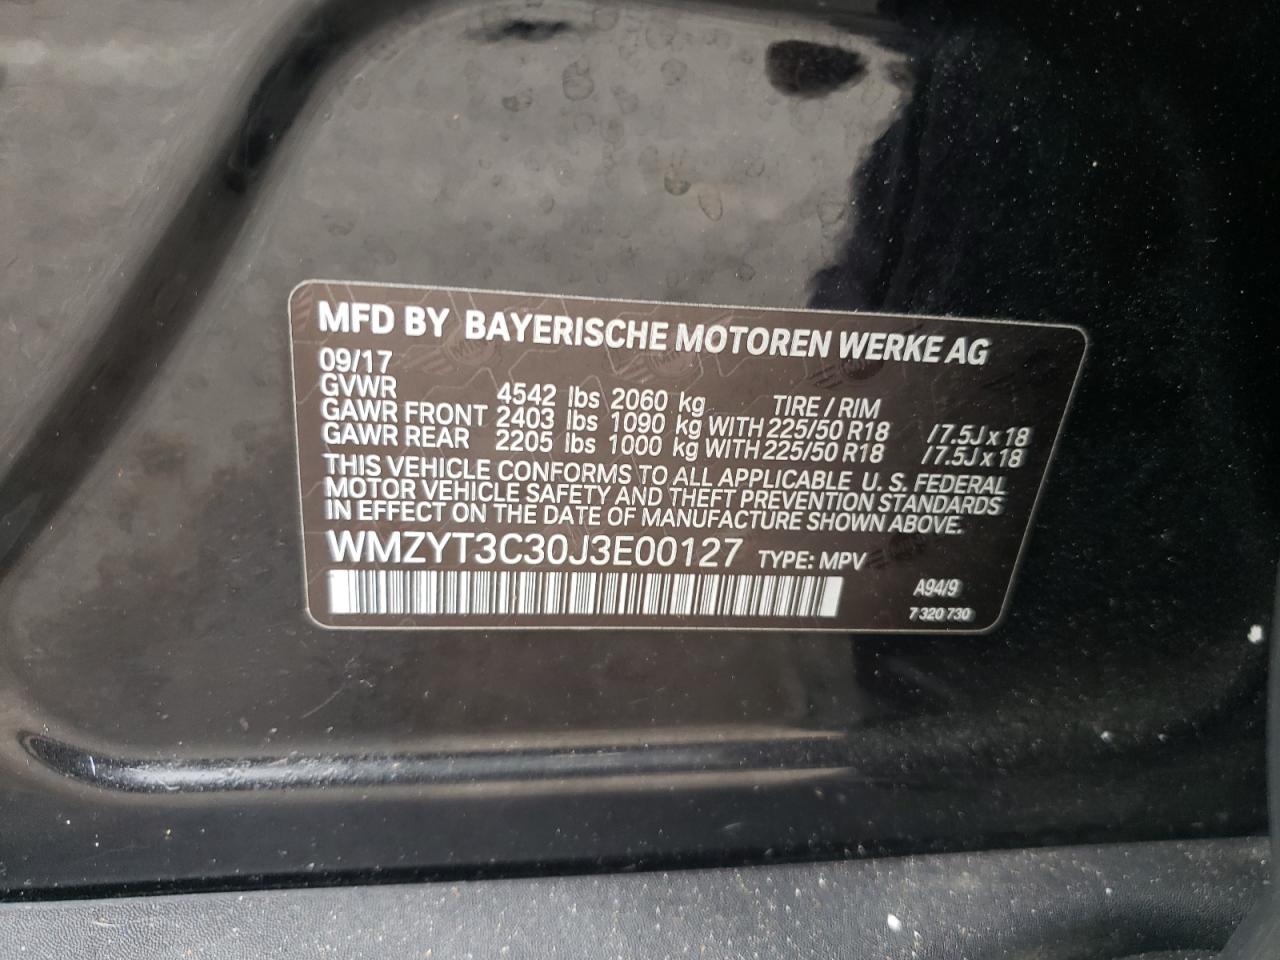 MFD BY BAYERISCHE MOTOREN WERKE AG
09/17
GVWR 4542 lbs 2060 kg TIRE / RIM
GAWR FRONT 2403 lbs 1090 kg WITH 225/50 R18 /7.5J x 18
GAWR REAR 2205 lbs 1000 kg WITH 225/50 R18 /7.5J x 18
THIS VEHICLE CONFORMS TO ALL APPLICABLE U. S. FEDERAL
MOTOR VEHICLE SAFETY AND THEFT PREVENTION STANDARDS
IN EFFECT ON THE DATE OF MANUFACTURE SHOWN ABOVE.
WMZYT3C30J3E00127 TYPE: MPV
A94/9
7 320 730